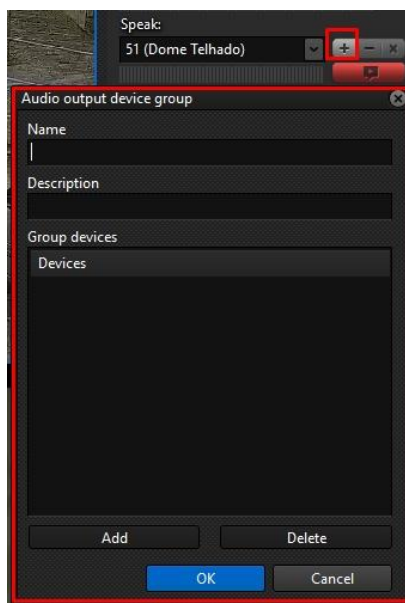 Speak:
51 (Dome Telhado)
Audio output device group
Name
Description
Group devices
Devices
Add
Delete
OK
Cancel